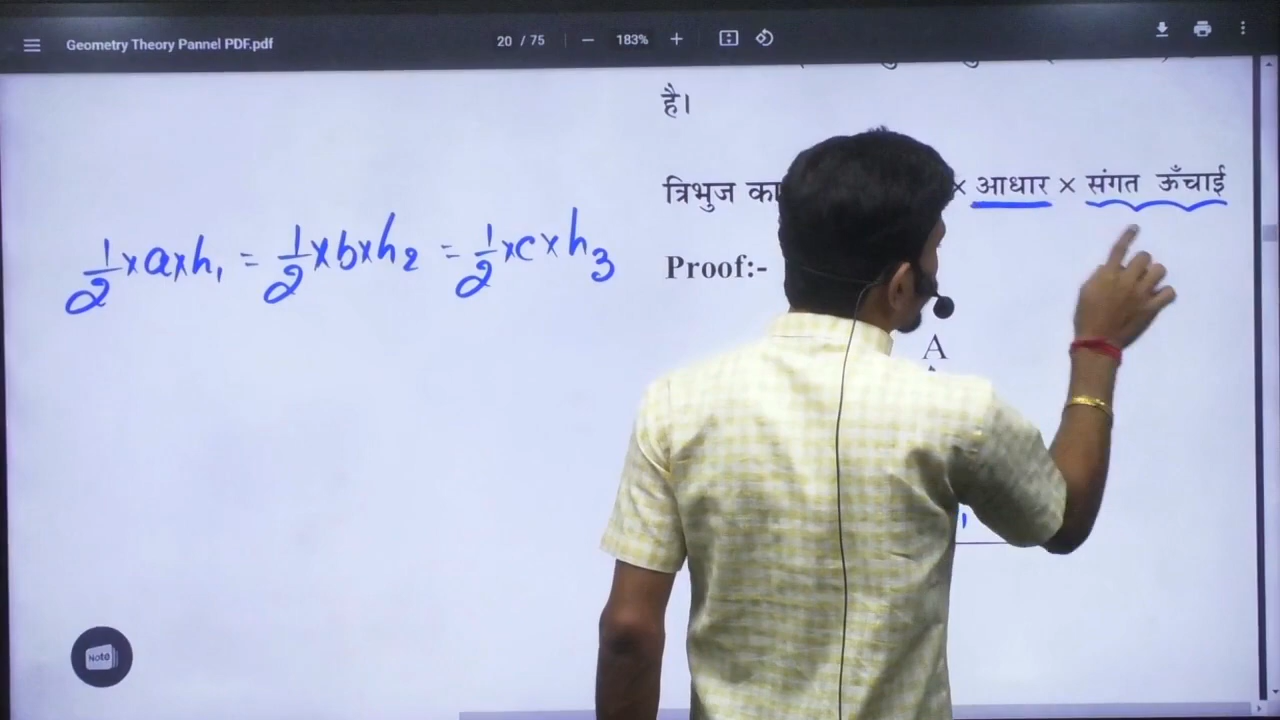 Geometry Theory Pannel PDF.pdf
20 / 75
183%
है।
त्रिभुज का × आधार × संगत ऊँचाई
½×a×h₁ = ½×b×h₂ = ½×c×h₃
Proof:-
A
Note